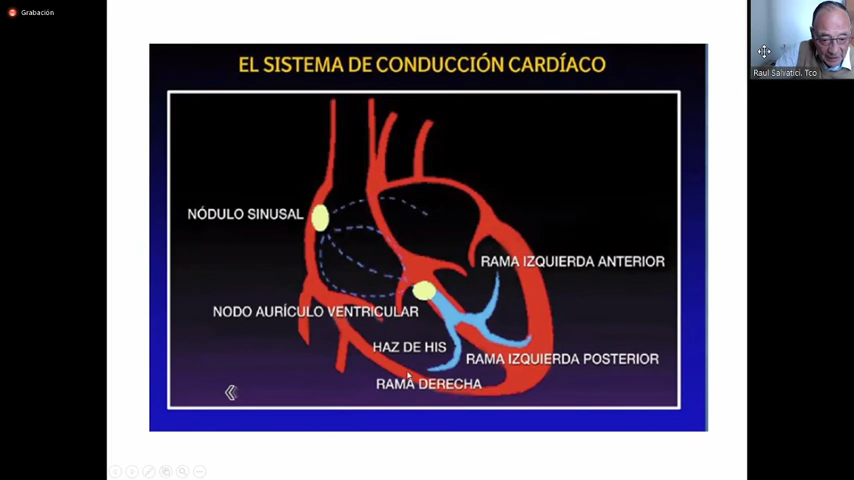 Grabación
EL SISTEMA DE CONDUCCIÓN CARDÍACO
NÓDULO SINUSAL
RAMA IZQUIERDA ANTERIOR
NODO AURÍCULO VENTRICULAR
HAZ DE HIS
RAMA IZQUIERDA POSTERIOR
RAMA DERECHA
Raul Salvatici. Tco